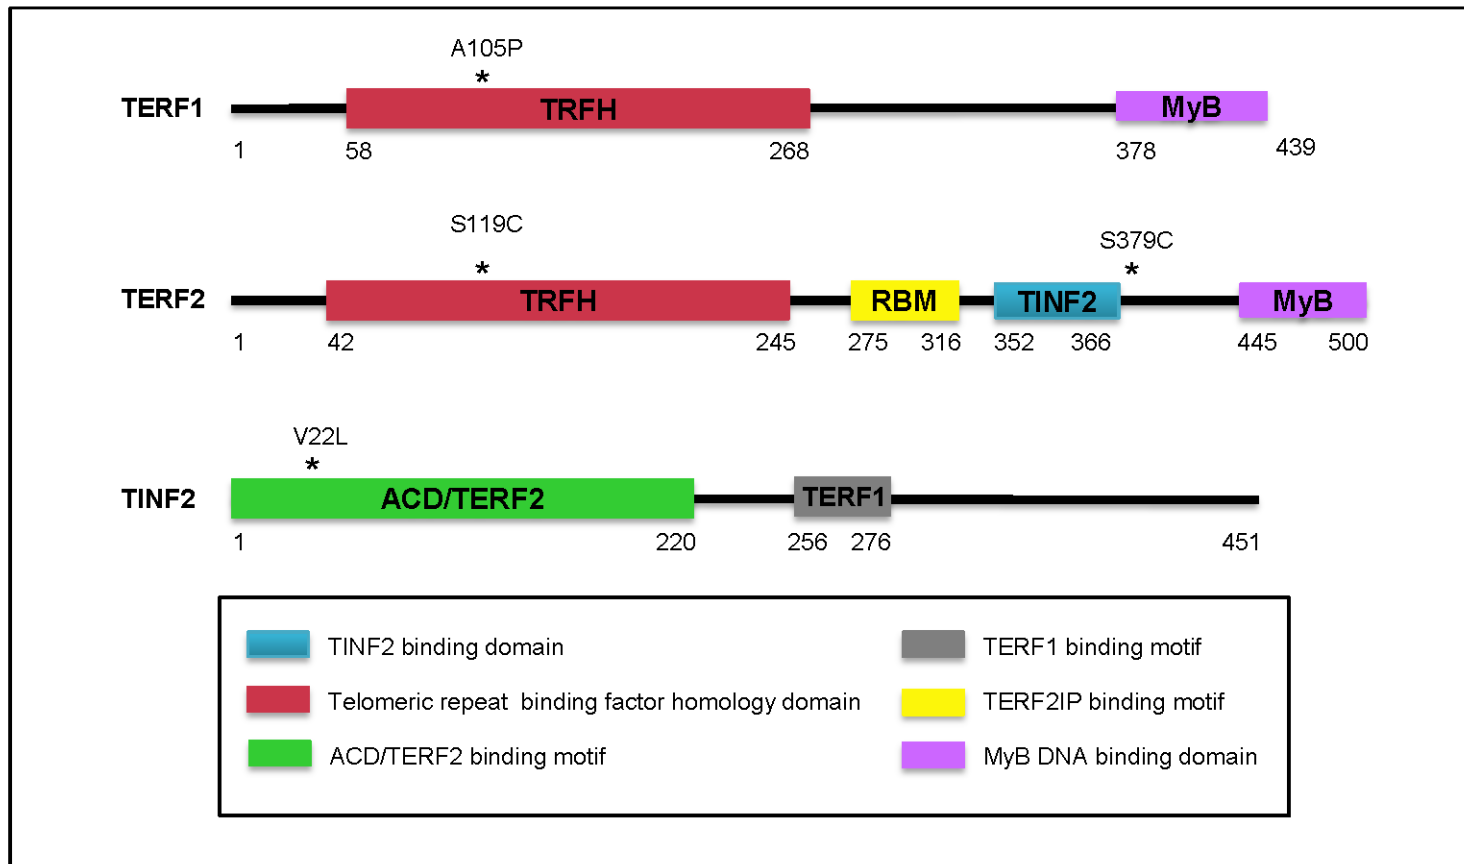 A105P
*
TERF1 TRFH MyB
1 58 268 378 439
S119C S379C
* *
TERF2 TRFH RBM TINF2 MyB
1 42 245 275 316 352 366 445 500
V22L
*
TINF2 ACD/TERF2 TERF1
1 220 256 276 451
TINF2 binding domain
Telomeric repeat binding factor homology domain
ACD/TERF2 binding motif
TERF1 binding motif
TERF2IP binding motif
MyB DNA binding domain